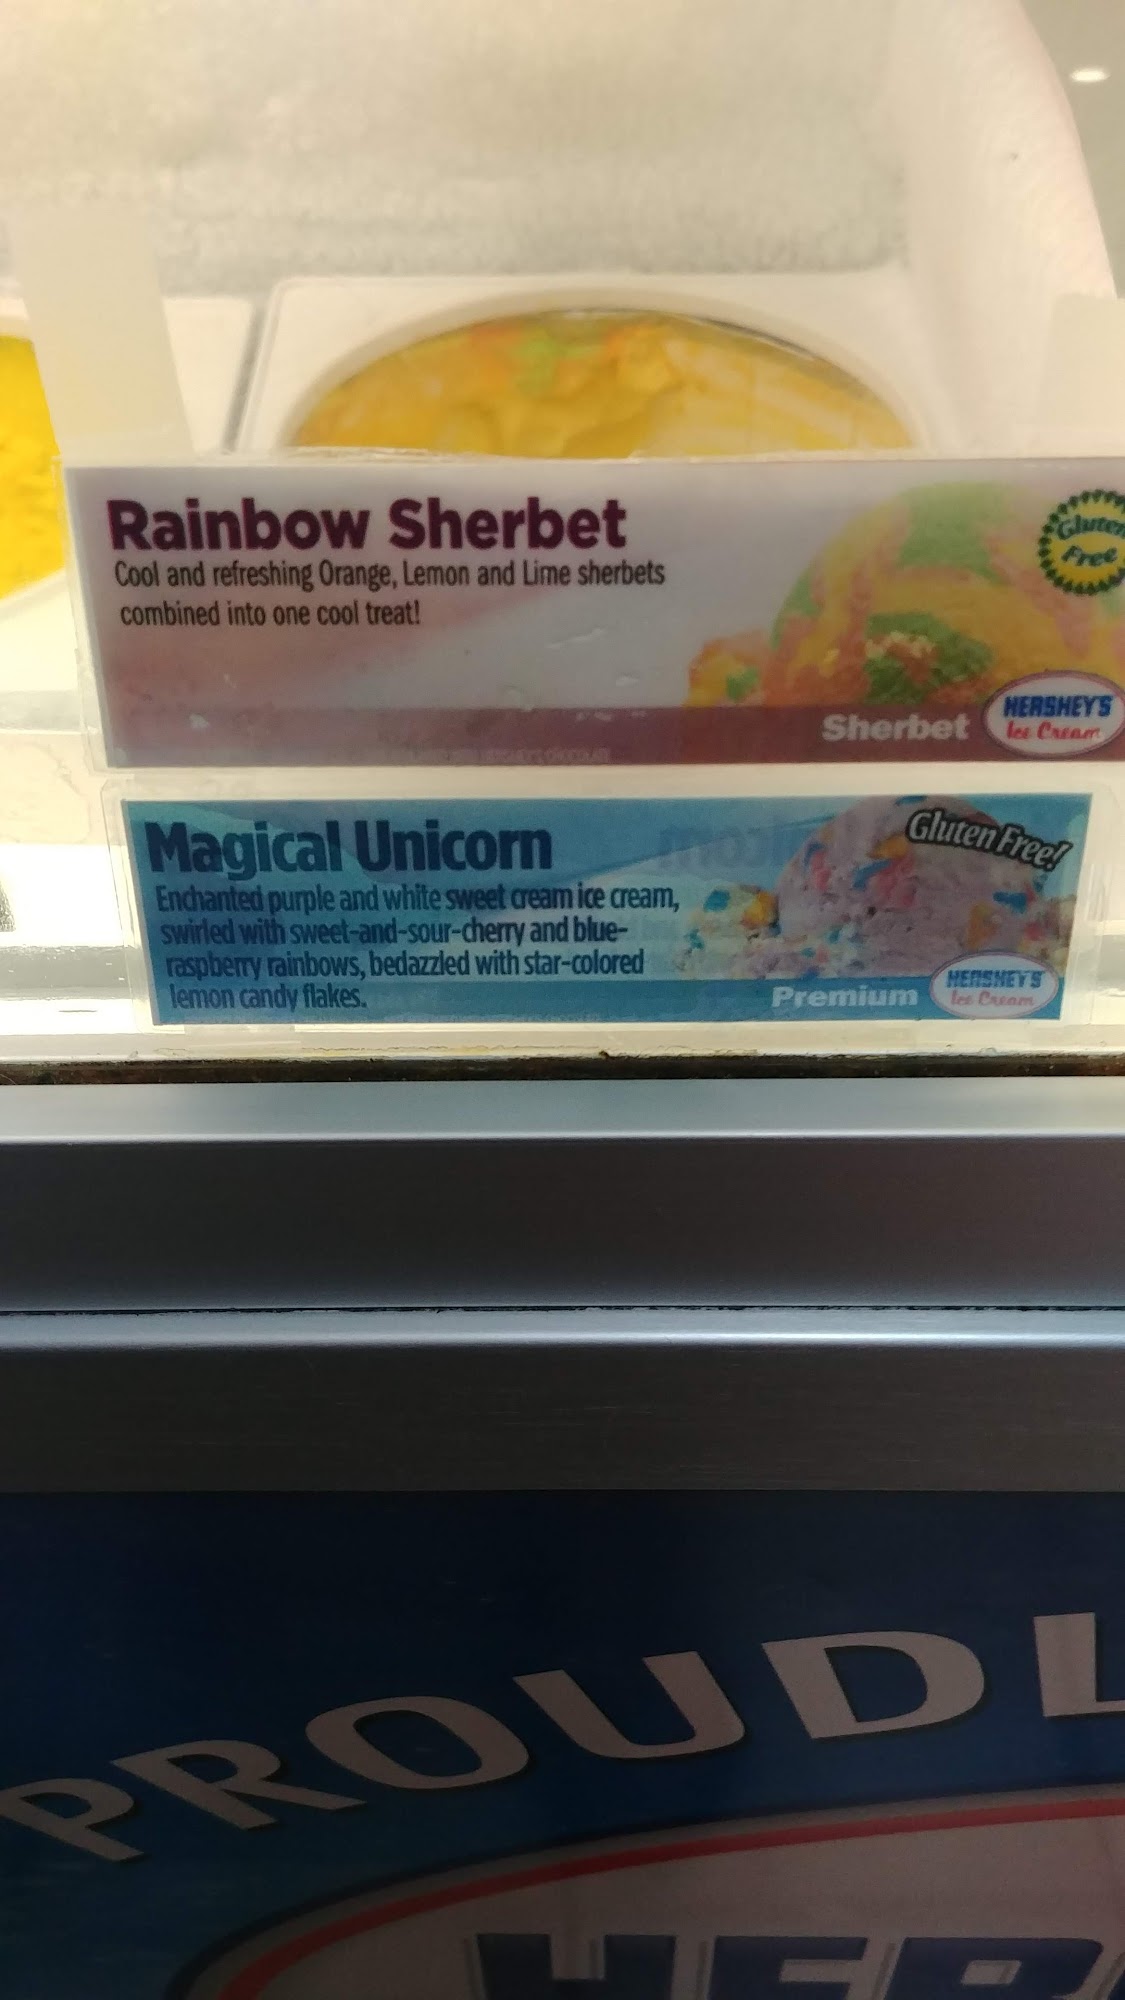 Rainbow Sherbet
Cool and refreshing Orange, Lemon and Lime sherbets
combined into one cool treat!
Gluten
Free
Sherbet
HERSHEY'S
Ice Cream
Magical Unicorn
Gluten Free!
Enchanted purple and white sweet cream ice cream,
swirled with sweet-and-sour-cherry and blue-
raspberry rainbows, bedazzled with star-colored
lemon candy flakes.
Premium
HERSHEY'S
Ice Cream
PROUDL
HER